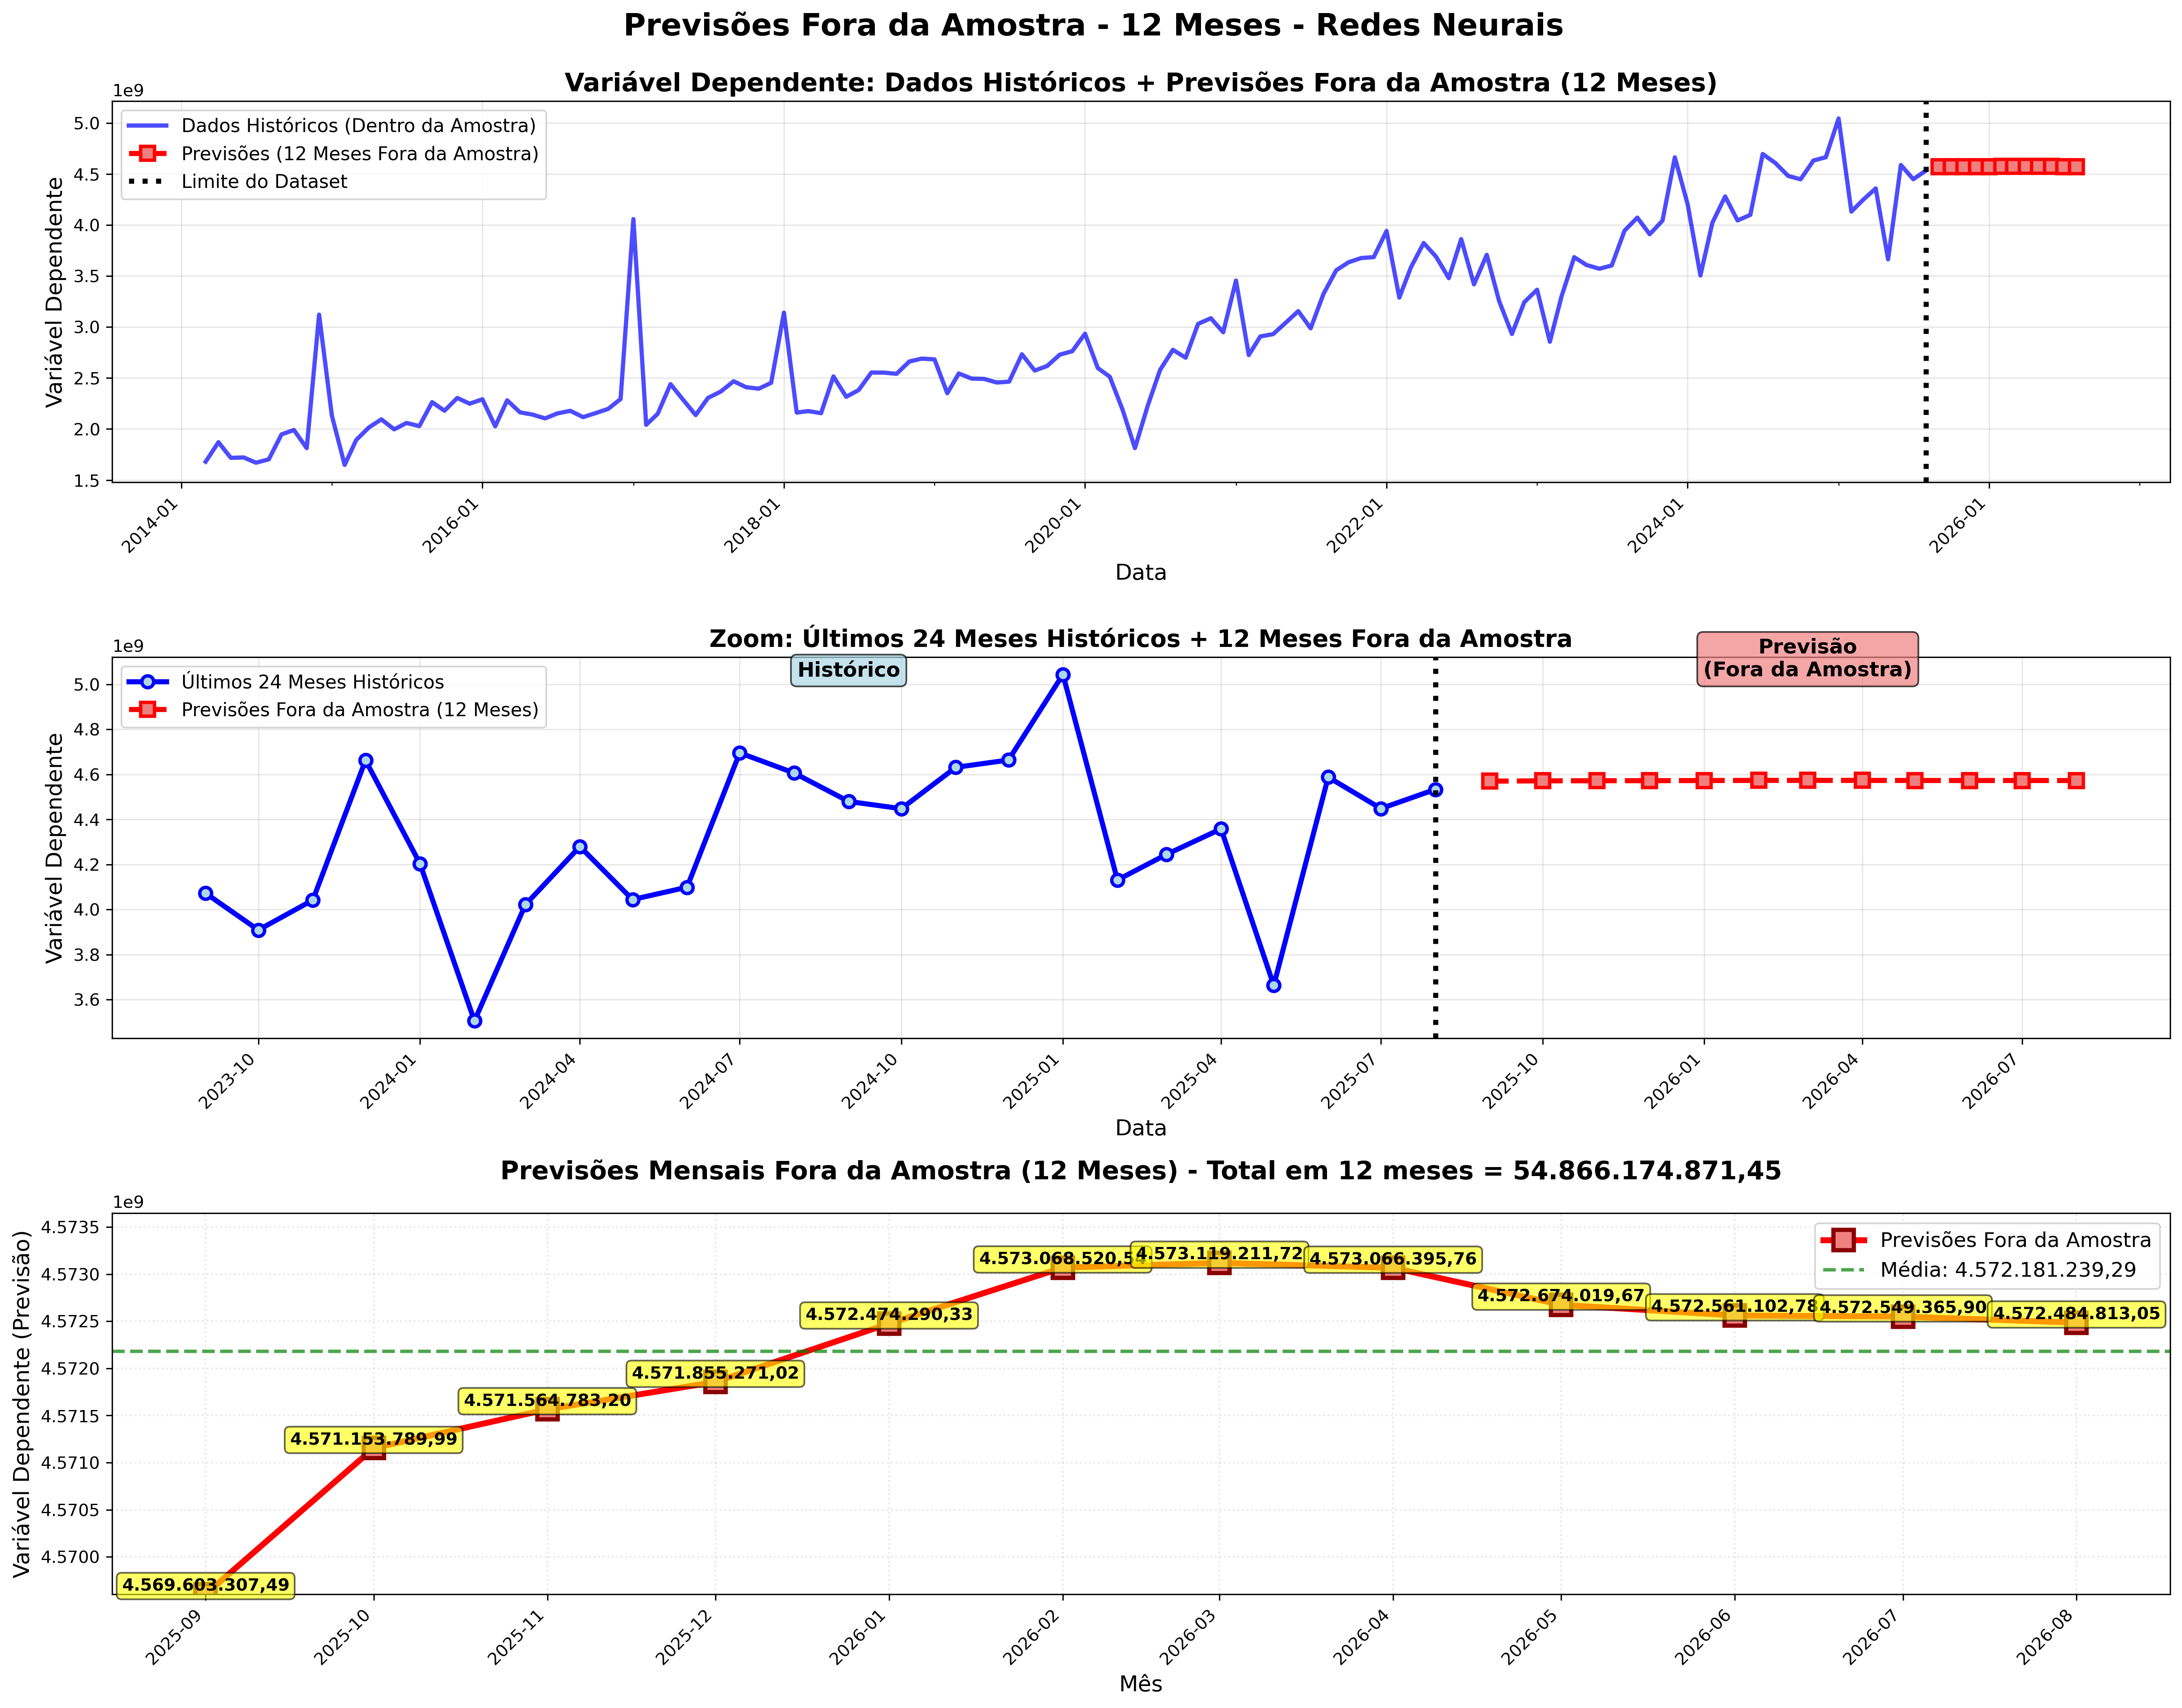 Previsões Fora da Amostra - 12 Meses - Redes Neurais
Variável Dependente: Dados Históricos + Previsões Fora da Amostra (12 Meses)
1e9
Dados Históricos (Dentro da Amostra)
Previsões (12 Meses Fora da Amostra)
Limite do Dataset
Variável Dependente
5.0
4.5
4.0
3.5
3.0
2.5
2.0
1.5
2014-01
2016-01
2018-01
2020-01
2022-01
2024-01
2026-01
Data
Zoom: Últimos 24 Meses Históricos + 12 Meses Fora da Amostra
1e9
Últimos 24 Meses Históricos
Previsões Fora da Amostra (12 Meses)
Histórico
Previsão
(Fora da Amostra)
Variável Dependente
5.0
4.8
4.6
4.4
4.2
4.0
3.8
3.6
2023-10
2024-01
2024-04
2024-07
2024-10
2025-01
2025-04
2025-07
2025-10
2026-01
2026-04
2026-07
Data
Previsões Mensais Fora da Amostra (12 Meses) - Total em 12 meses = 54.866.174.871,45
1e9
Previsões Fora da Amostra
Média: 4.572.181.239,29
Variável Dependente (Previsão)
4.5735
4.5730
4.5725
4.5720
4.5715
4.5710
4.5705
4.5700
4.569.603.307,49
4.571.153.789,99
4.571.564.783,20
4.571.855.271,02
4.572.474.290,33
4.573.068.520,54
4.573.119.211,72
4.573.066.395,76
4.572.674.019,67
4.572.561.102,78
4.572.549.365,90
4.572.484.813,05
2025-09
2025-10
2025-11
2025-12
2026-01
2026-02
2026-03
2026-04
2026-05
2026-06
2026-07
2026-08
Mês